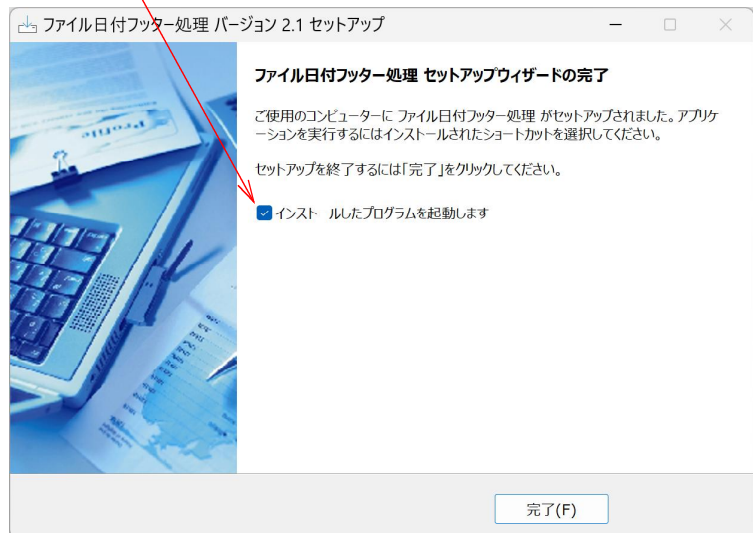 ファイル日付フッター処理 バージョン 2.1 セットアップ
ファイル日付フッター処理 セットアップウィザードの完了
ご使用のコンピューターに ファイル日付フッター処理 がセットアップされました。アプリケ
ーションを実行するにはインストールされたショートカットを選択してください。
セットアップを終了するには「完了」をクリックしてください。
インスト　ルしたプログラムを起動します
Profile
完了(F)